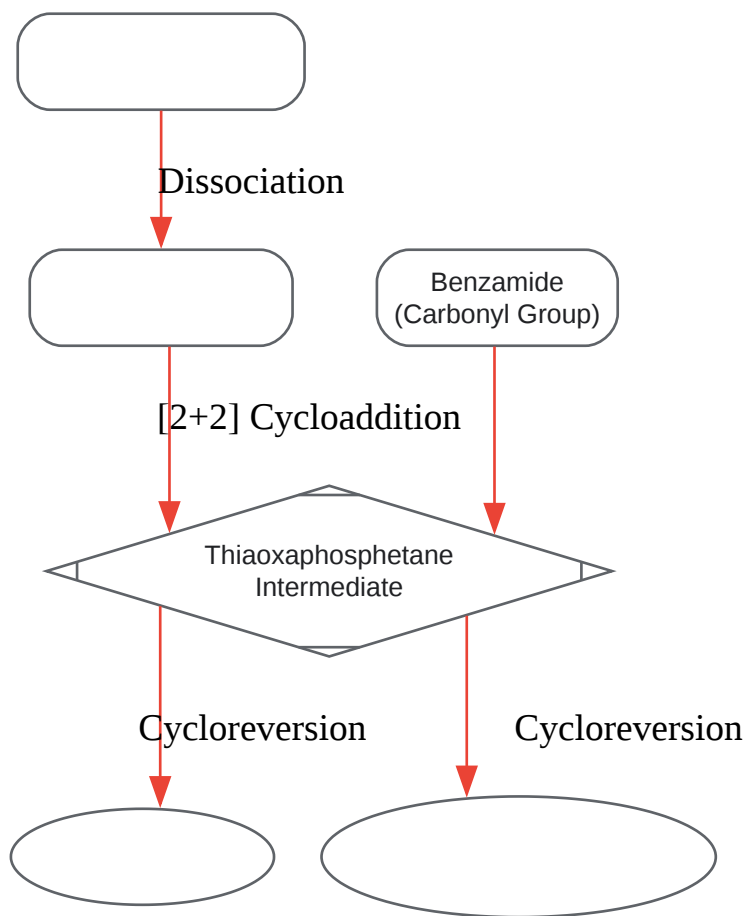 Dissociation
Benzamide
(Carbonyl Group)
[2+2] Cycloaddition
Thiaoxaphosphetane
Intermediate
Cycloreversion
Cycloreversion